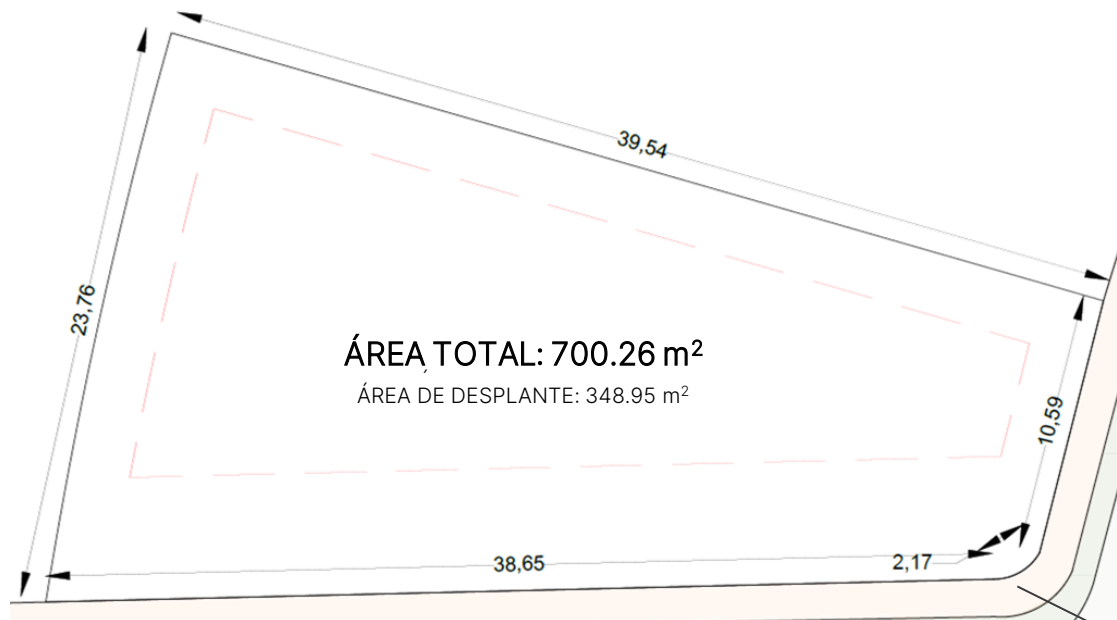 39,54
23,76
ÁREA TOTAL: 700.26 m²
ÁREA DE DESPLANTE: 348.95 m²
10,59
38,65
2,17